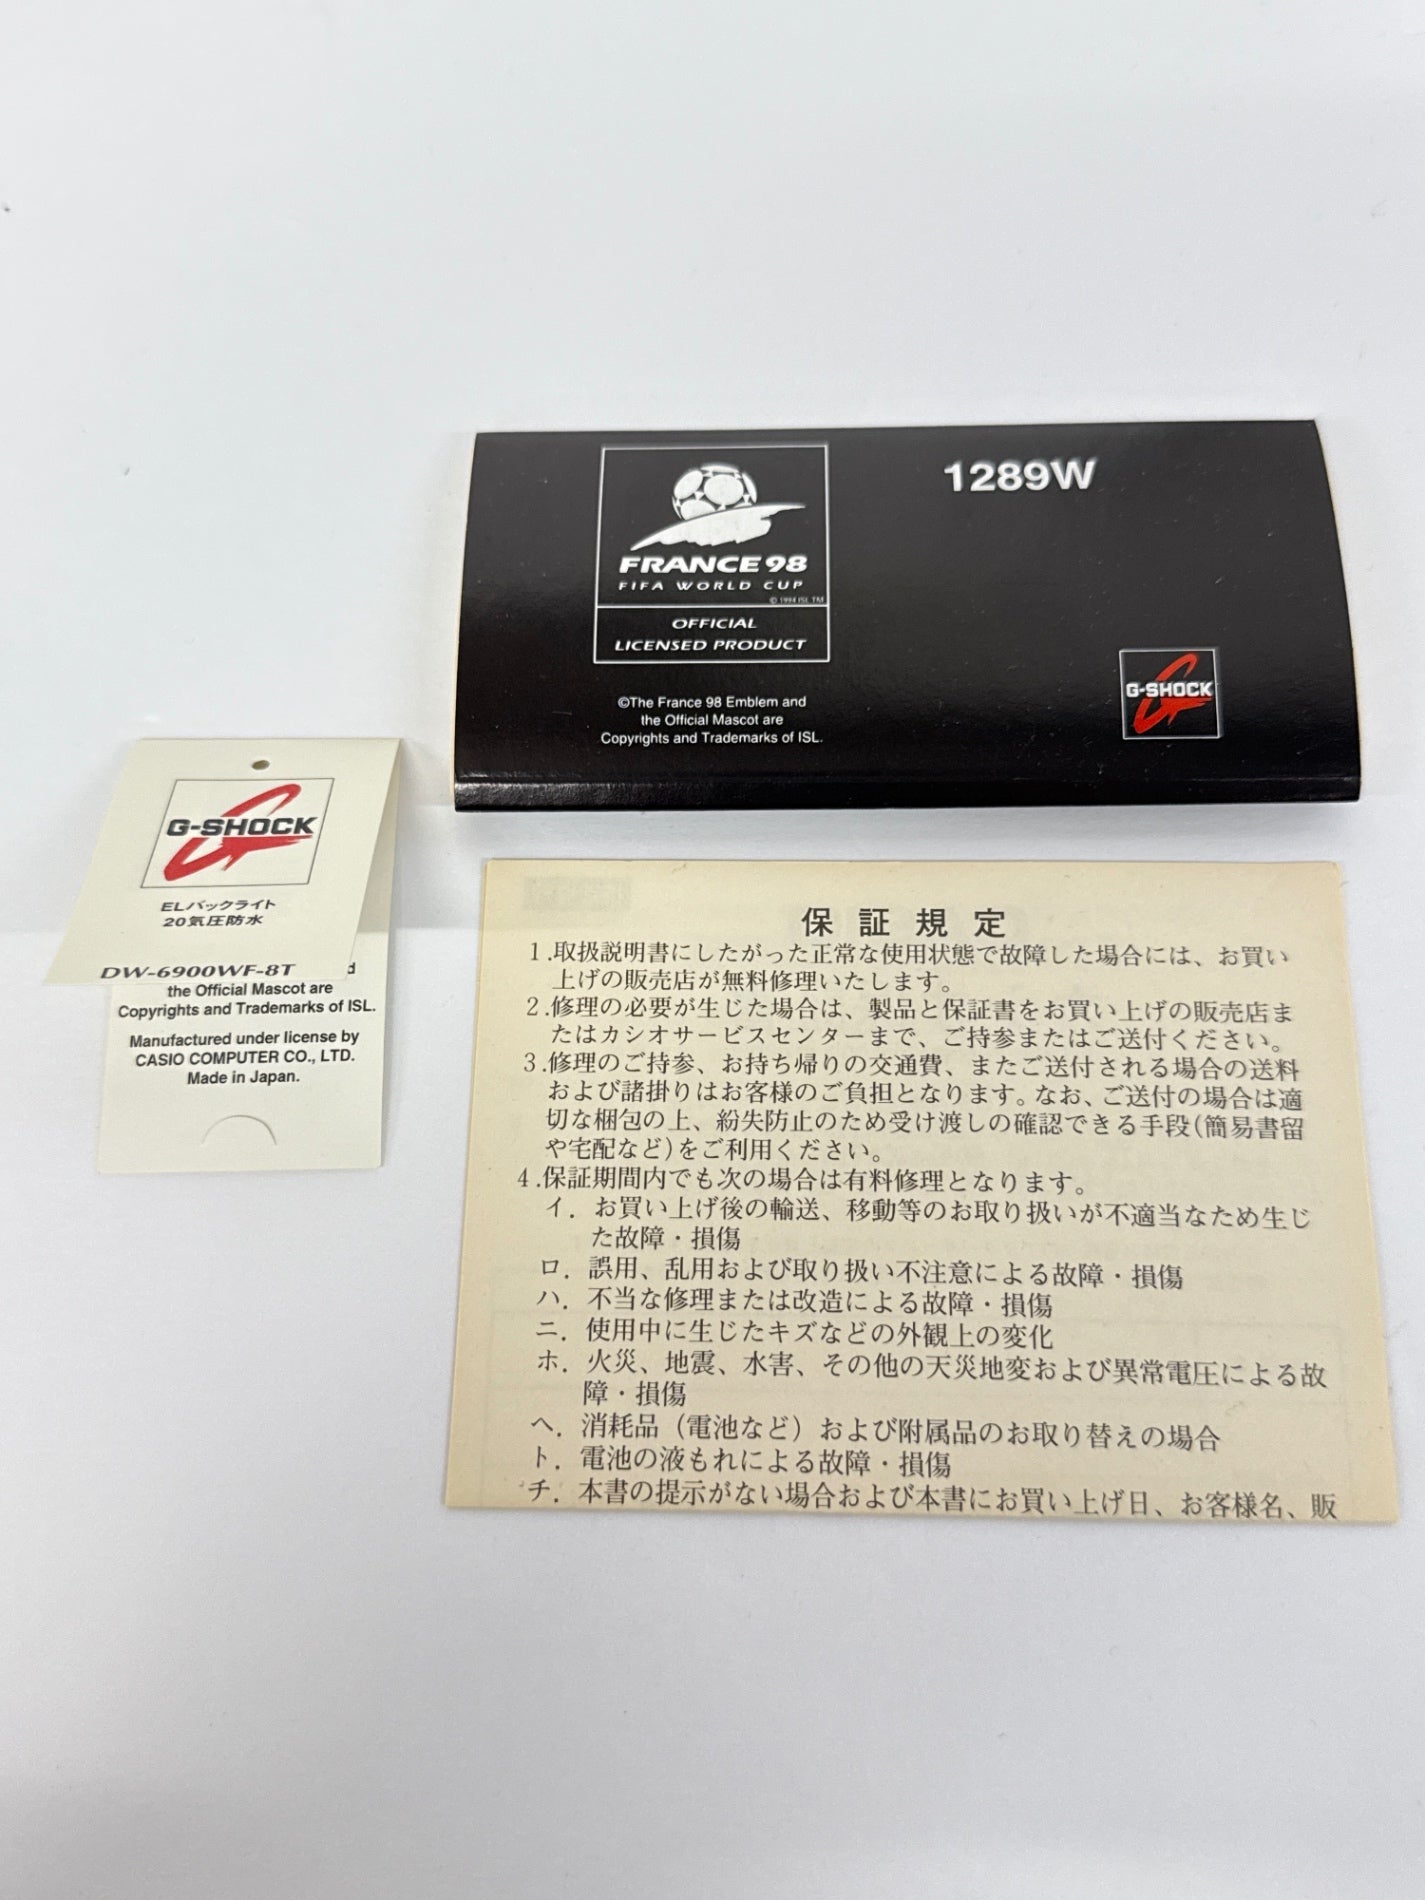 FRANCE 98
FIFA WORLD CUP
© 1994 ISL TM
OFFICIAL
LICENSED PRODUCT
©The France 98 Emblem and
the Official Mascot are
Copyrights and Trademarks of ISL.
1289W
G-SHOCK
G-SHOCK
ELバックライト
20気圧防水
DW-6900WF-8T
the Official Mascot are
Copyrights and Trademarks of ISL.
Manufactured under license by
CASIO COMPUTER CO., LTD.
Made in Japan.
保証規定
1.取扱説明書にしたがった正常な使用状態で故障した場合には、お買い
上げの販売店が無料修理いたします。
2.修理の必要が生じた場合は、製品と保証書をお買い上げの販売店ま
たはカシオサービスセンターまで、ご持参またはご送付ください。
3.修理のご持参、お持ち帰りの交通費、またご送付される場合の送料
および諸掛りはお客様のご負担となります。なお、ご送付の場合は適
切な梱包の上、紛失防止のため受け渡しの確認できる手段(簡易書留
や宅配など)をご利用ください。
4.保証期間内でも次の場合は有料修理となります。
イ．お買い上げ後の輸送、移動等のお取り扱いが不適当なため生じ
た故障・損傷
ロ．誤用、乱用および取り扱い不注意による故障・損傷
ハ．不当な修理または改造による故障・損傷
ニ．使用中に生じたキズなどの外観上の変化
ホ．火災、地震、水害、その他の天災地変および異常電圧による故
障・損傷
ヘ．消耗品（電池など）および附属品のお取り替えの場合
ト．電池の液もれによる故障・損傷
チ．本書の提示がない場合および本書にお買い上げ日、お客様名、販